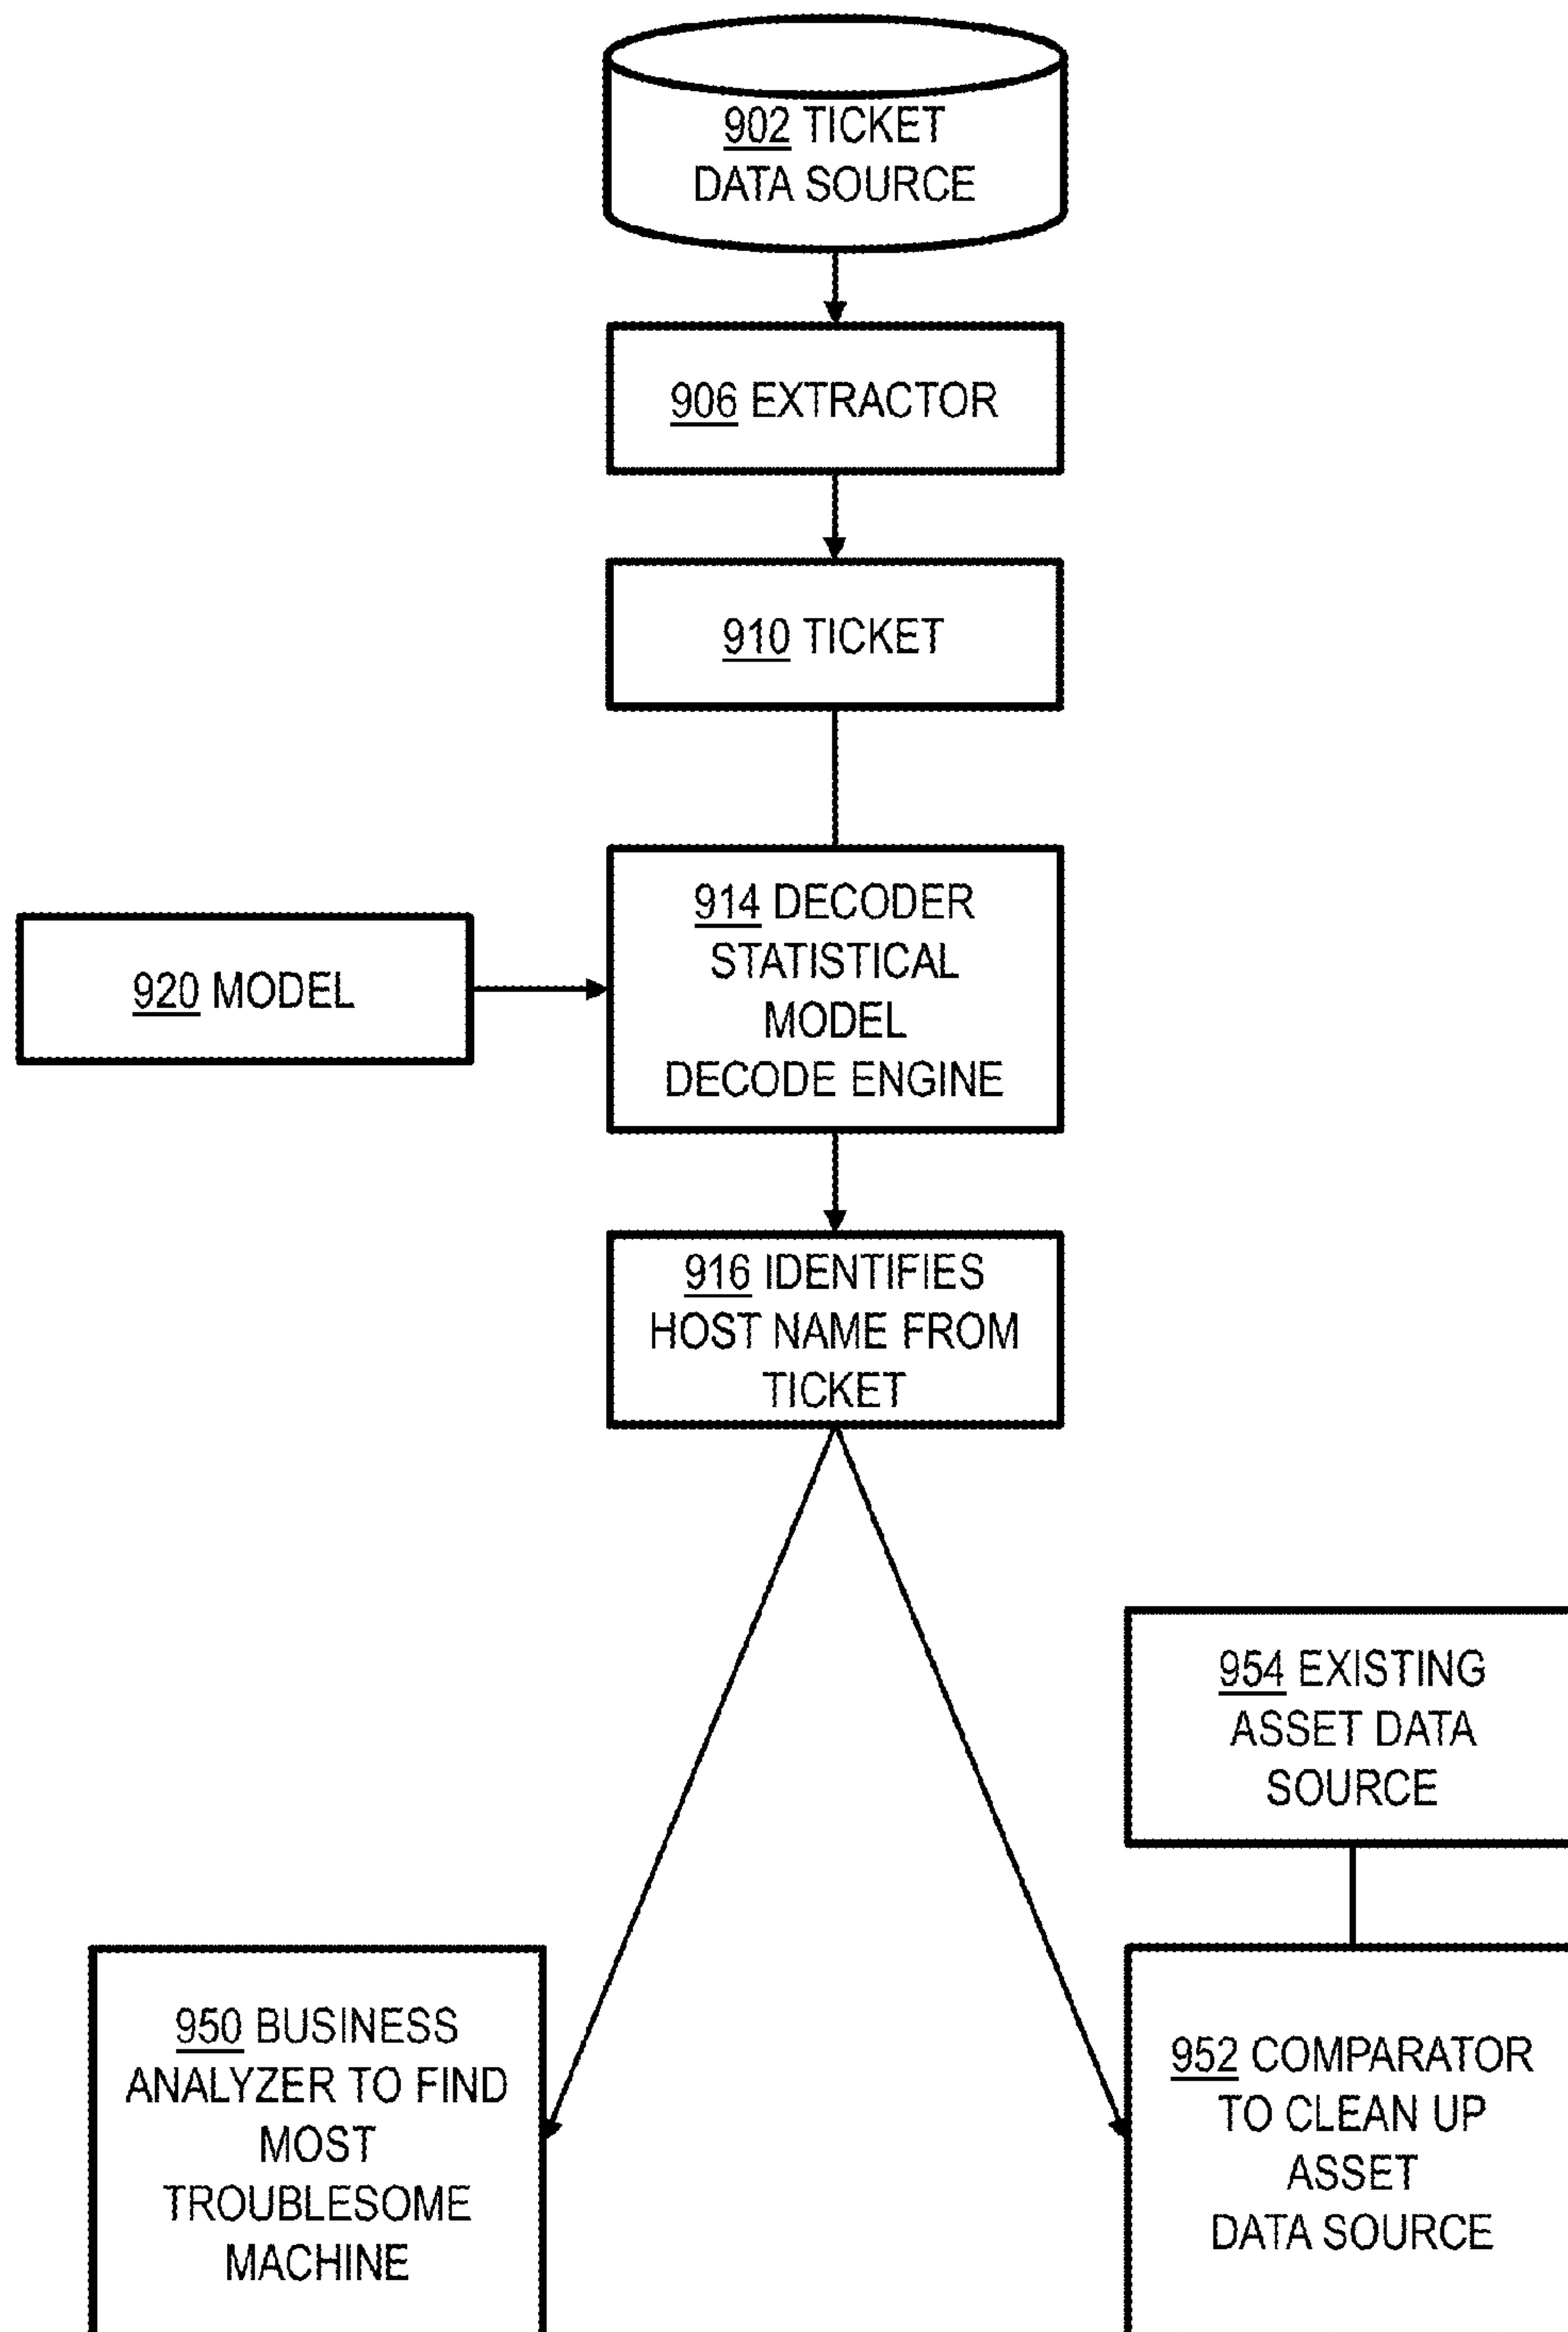 902 TICKET
DATA SOURCE
906 EXTRACTOR
910 TICKET
914 DECODER
STATISTICAL
MODEL
DECODE ENGINE
920 MODEL
916 IDENTIFIES
HOST NAME FROM
TICKET
954 EXISTING
ASSET DATA
SOURCE
950 BUSINESS
ANALYZER TO FIND
MOST
TROUBLESOME
MACHINE
952 COMPARATOR
TO CLEAN UP
ASSET
DATA SOURCE